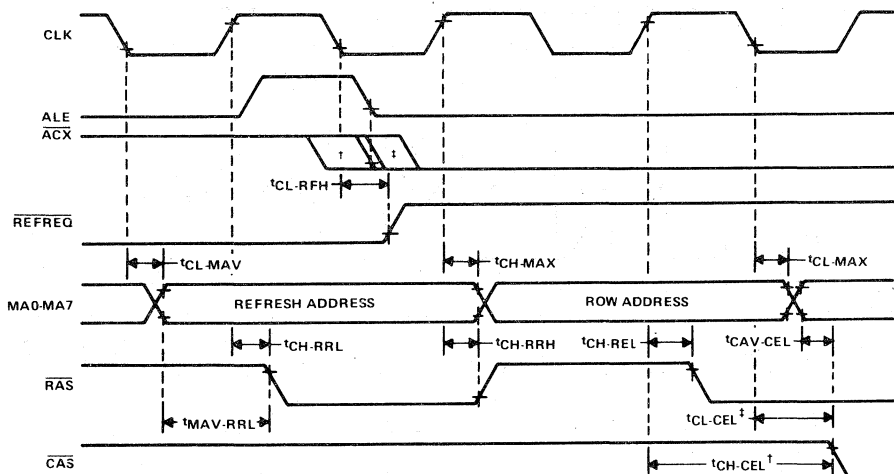 CLK
ALE
ACX
† ‡
tCL-RFH
REFREQ
tCL-MAV tCH-MAX tCL-MAX
MA0-MA7 REFRESH ADDRESS ROW ADDRESS
tCH-RRL tCH-RRH tCH-REL tCAV-CEL
RAS
tMAV-RRL tCL-CEL‡
CAS tCH-CEL†